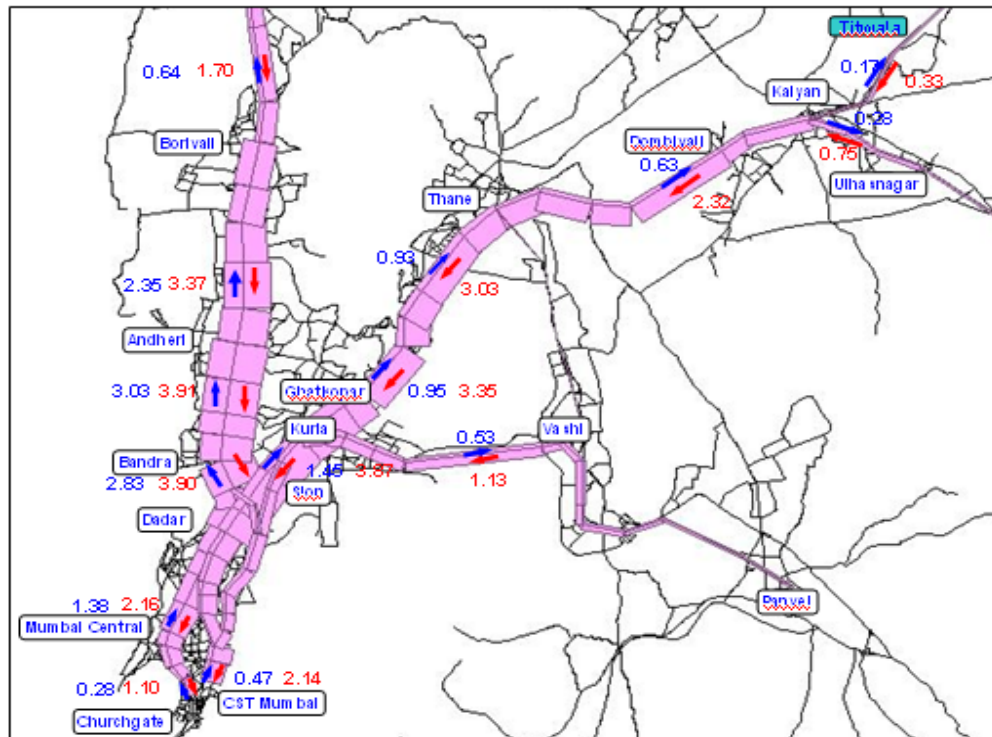 Titwala
0.17
0.33
0.64 1.70
Kalyan
0.28
Borivali
Dombivali
0.63
0.75
Ulhasnagar
Thane
2.32
0.93
3.03
2.35 3.37
Andheri
3.03 3.91
Ghatkopar
0.95 3.35
Kurla
0.53
Vashi
Bandra
1.45 3.87
1.13
2.83 3.90
Sion
Dadar
Panvel
1.38 2.16
Mumbai Central
0.28 1.10
0.47 2.14
CST Mumbai
Churchgate